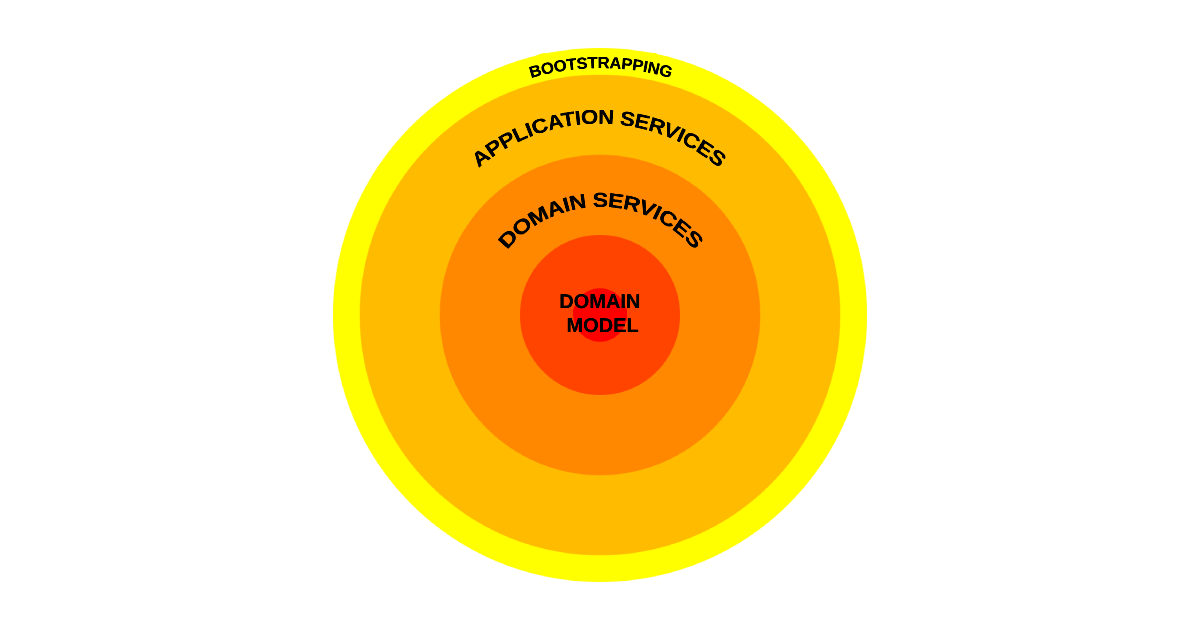 BOOTSTRAPPING
APPLICATION SERVICES
DOMAIN SERVICES
DOMAIN
MODEL